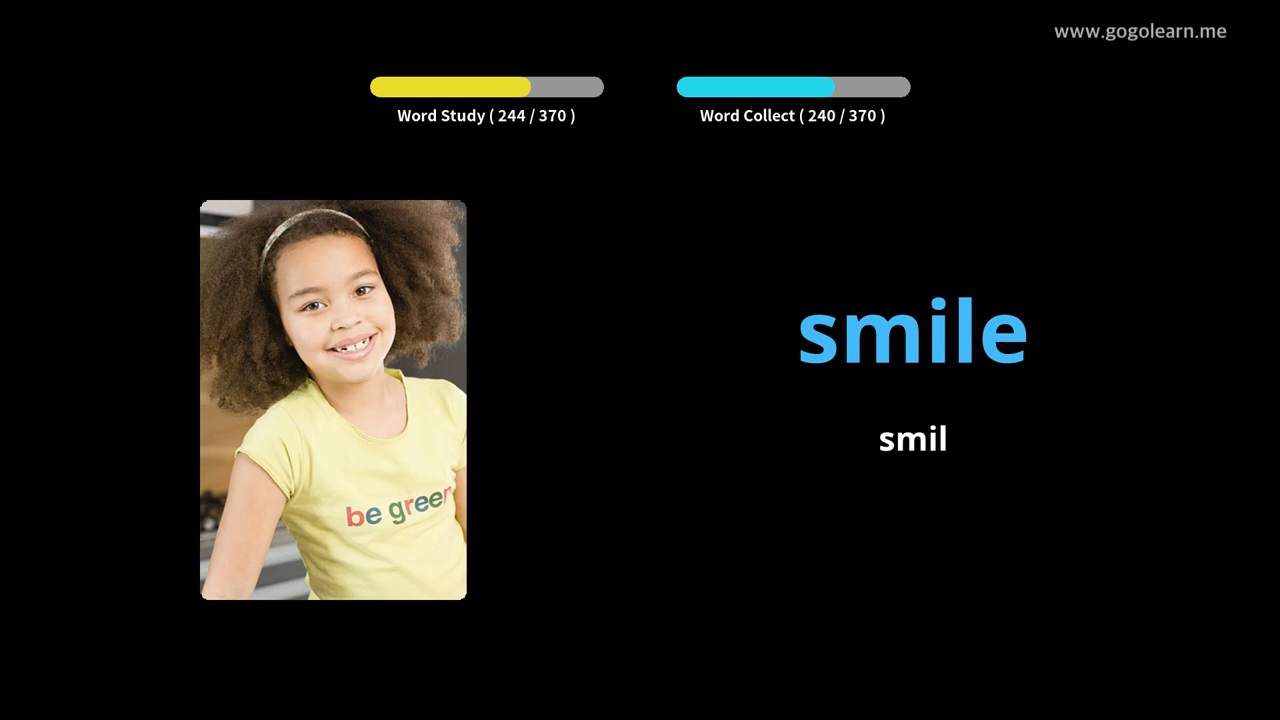 www.gogolearn.me
Word Study ( 244 / 370 )
Word Collect ( 240 / 370 )
smile
smil
be green